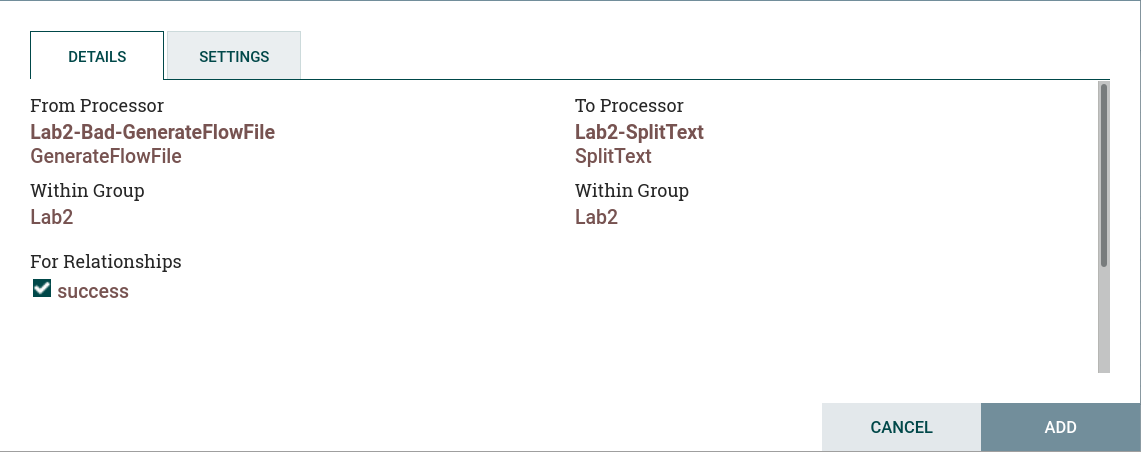 DETAILS
SETTINGS
From Processor
Lab2-Bad-GenerateFlowFile
GenerateFlowFile
Within Group
Lab2
To Processor
Lab2-SplitText
SplitText
Within Group
Lab2
For Relationships
success
CANCEL
ADD